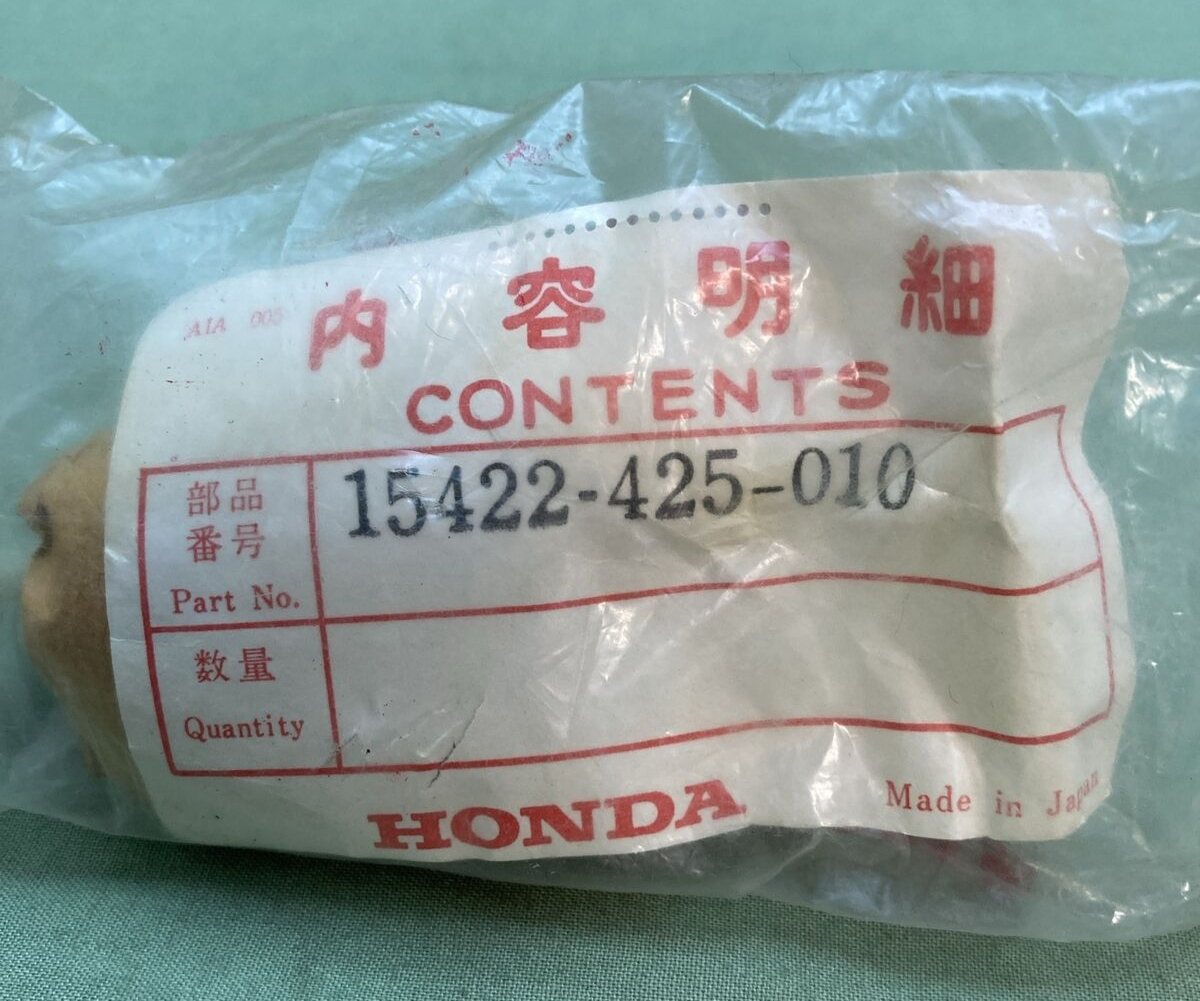 AIA 005
内容明細
CONTENTS
部品
番号
Part No.
15422-425-010
数量
Quantity
HONDA
Made in Japan